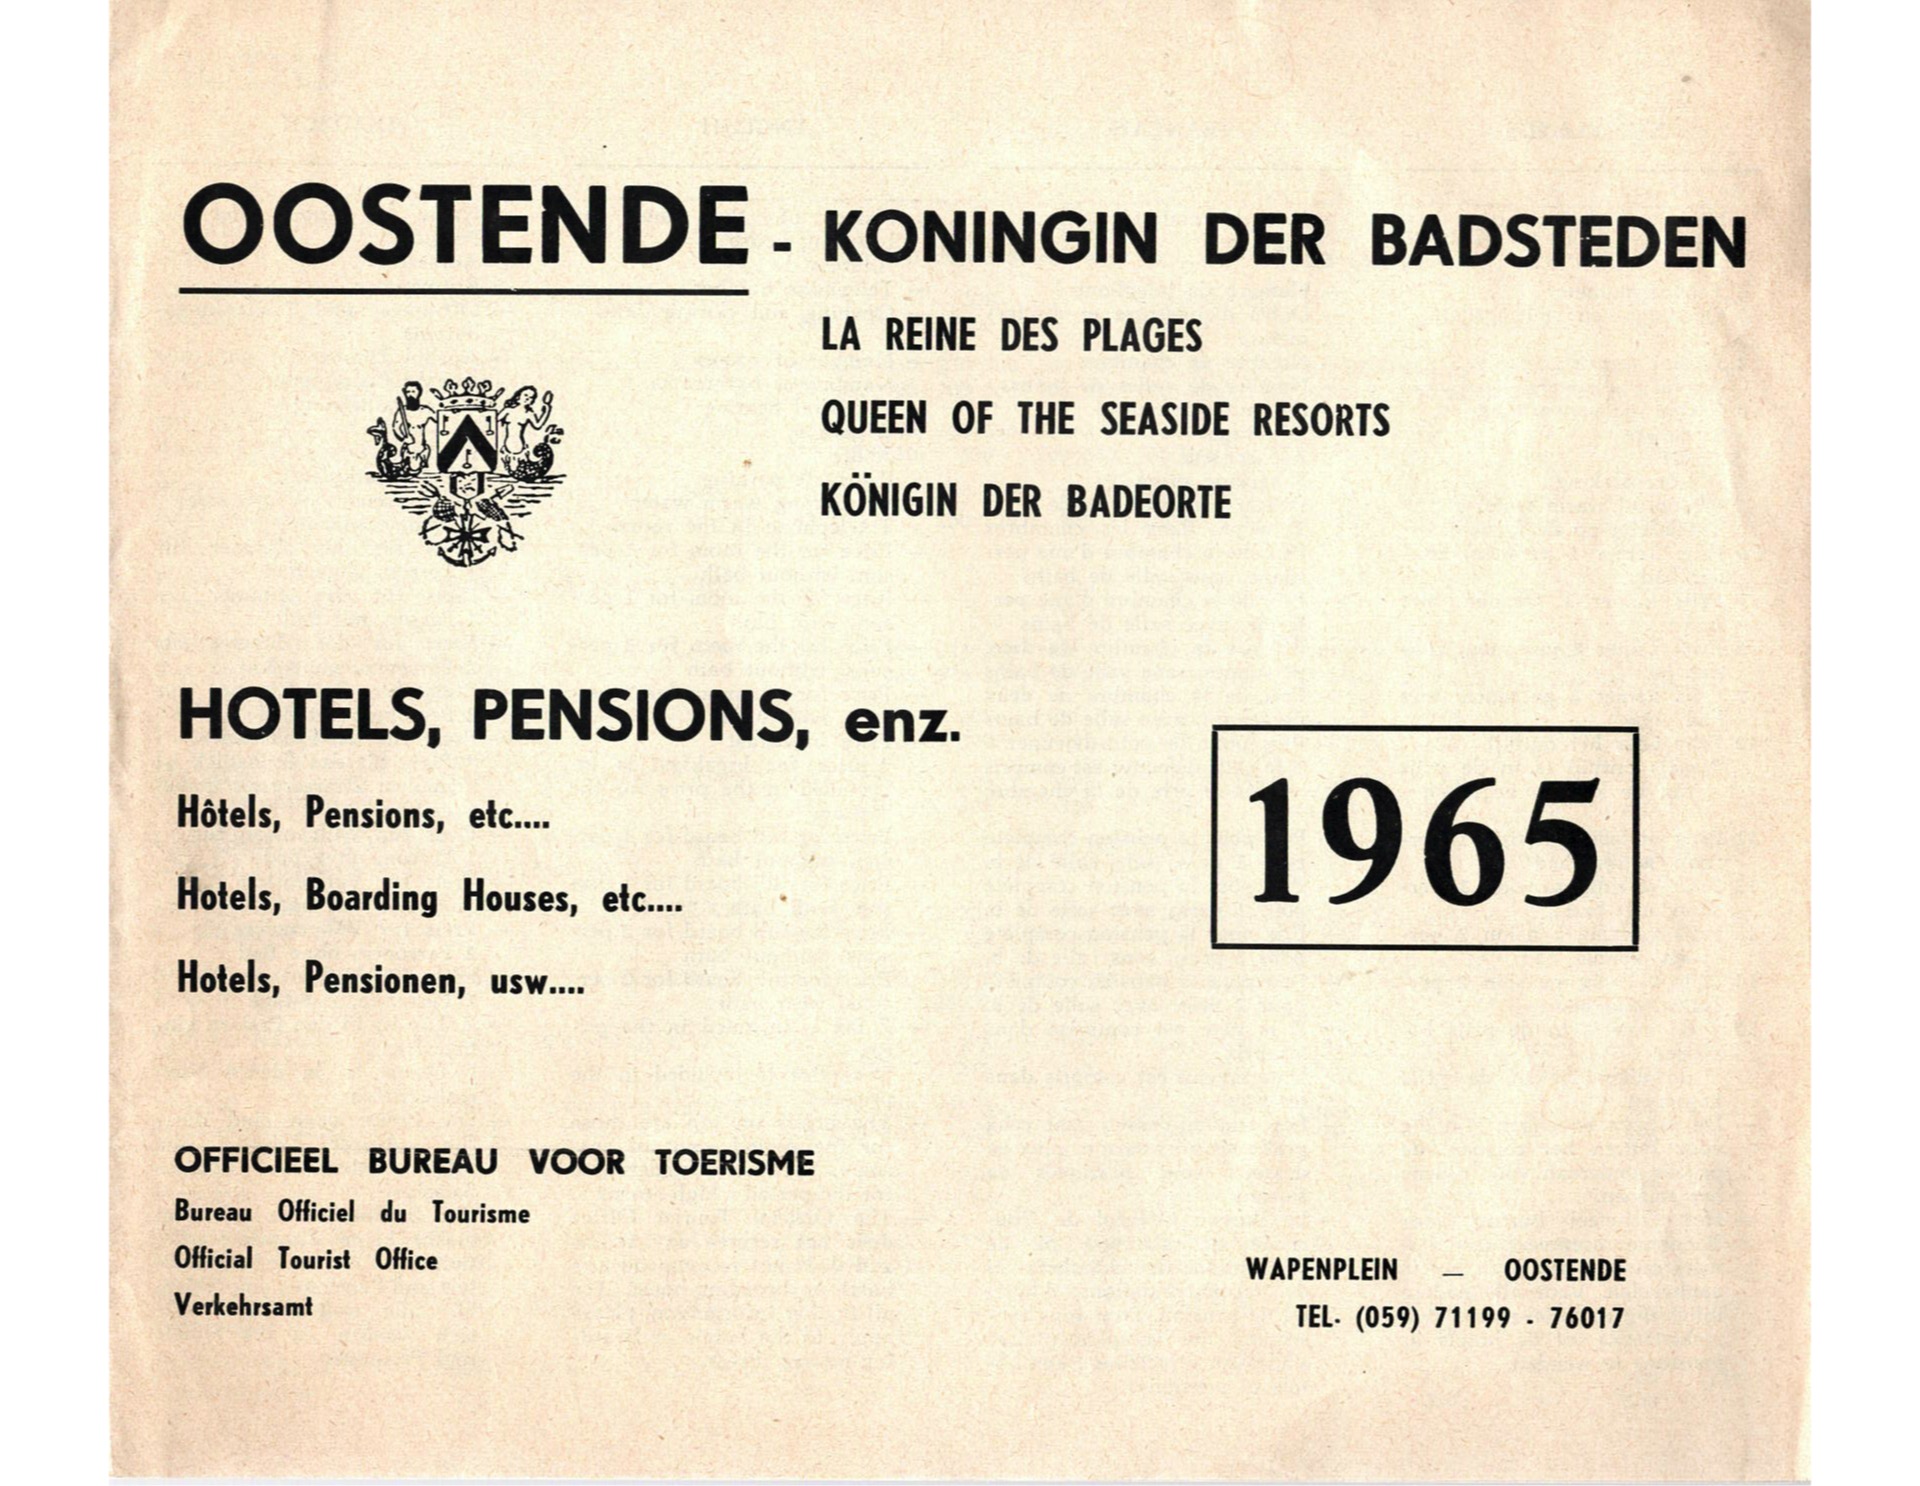 OOSTENDE - KONINGIN DER BADSTEDEN
LA REINE DES PLAGES
QUEEN OF THE SEASIDE RESORTS
KÖNIGIN DER BADEORTE
HOTELS, PENSIONS, enz.
Hôtels, Pensions, etc....
Hotels, Boarding Houses, etc....
Hotels, Pensionen, usw....
1965
OFFICIEEL BUREAU VOOR TOERISME
Bureau Officiel du Tourisme
Official Tourist Office
Verkehrsamt
WAPENPLEIN — OOSTENDE
TEL· (059) 71199 - 76017